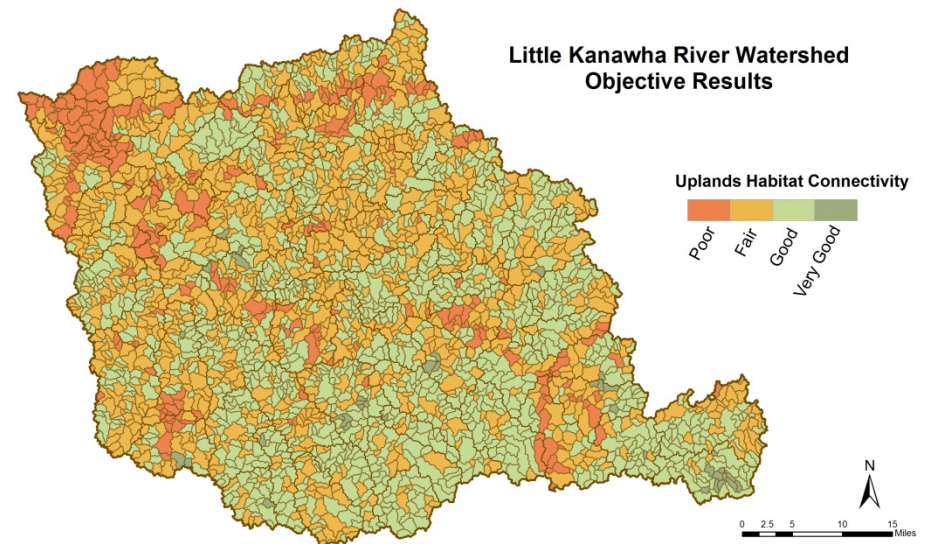 Little Kanawha River Watershed
Objective Results
Uplands Habitat Connectivity
Poor
Fair
Good
Very Good
N
0 2.5 5 10 15
Miles